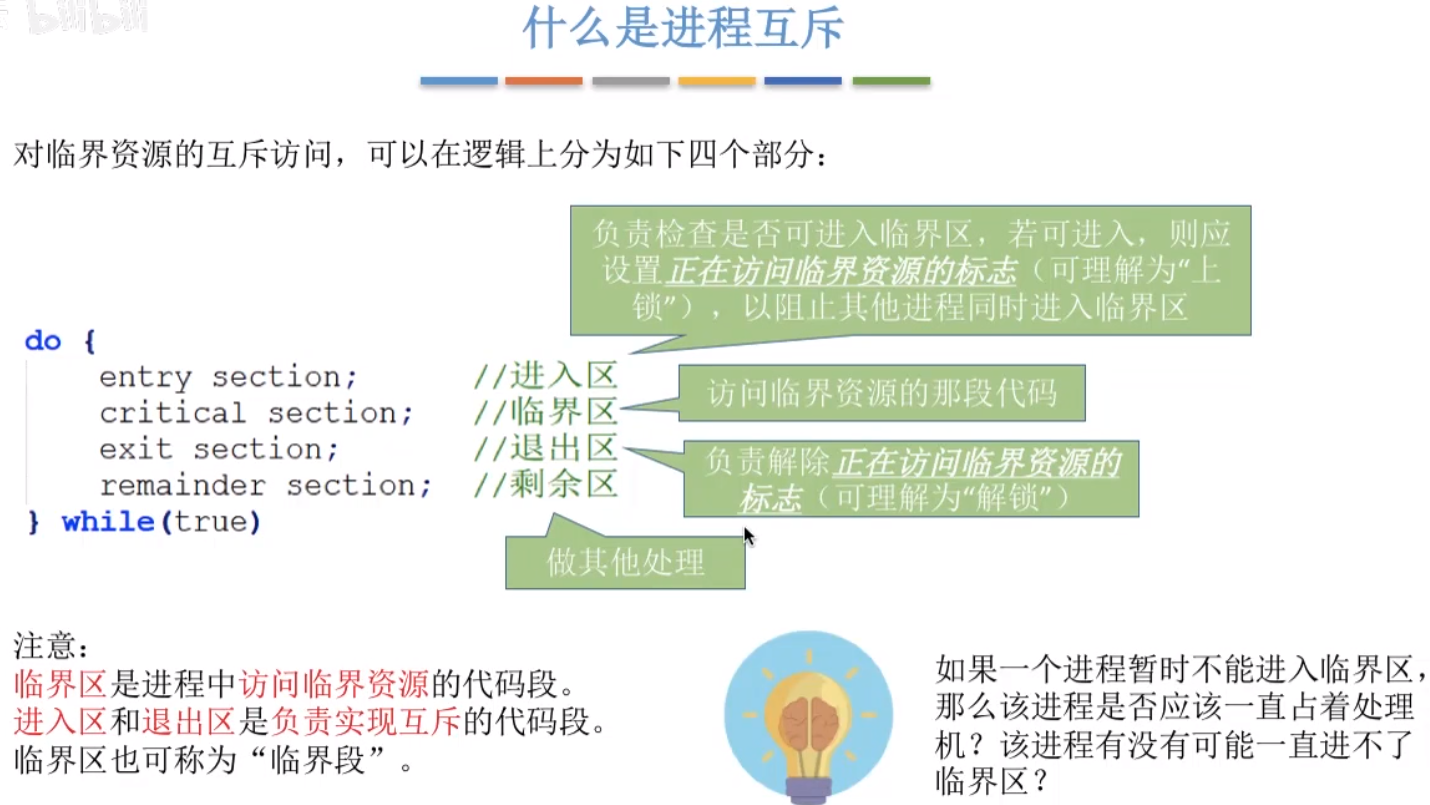 bilibili
什么是进程互斥
对临界资源的互斥访问，可以在逻辑上分为如下四个部分：
负责检查是否可进入临界区，若可进入，则应
设置正在访问临界资源的标志（可理解为“上
锁”），以阻止其他进程同时进入临界区
do {
entry section; //进入区
critical section; //临界区
exit section; //退出区
remainder section; //剩余区
} while(true)
访问临界资源的那段代码
负责解除正在访问临界资源的
标志（可理解为“解锁”）
做其他处理
注意：
临界区是进程中访问临界资源的代码段。
进入区和退出区是负责实现互斥的代码段。
临界区也可称为“临界段”。
如果一个进程暂时不能进入临界区，
那么该进程是否应该一直占着处理
机？该进程有没有可能一直进不了
临界区？